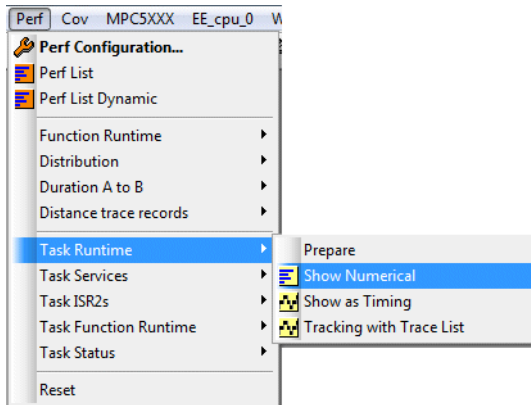 Perf Cov MPC5XXX EE_cpu_0
Perf Configuration...
Perf List
Perf List Dynamic
Function Runtime
Distribution
Duration A to B
Distance trace records
Task Runtime
Prepare
Task Services
Show Numerical
Task ISR2s
Show as Timing
Task Function Runtime
Tracking with Trace List
Task Status
Reset